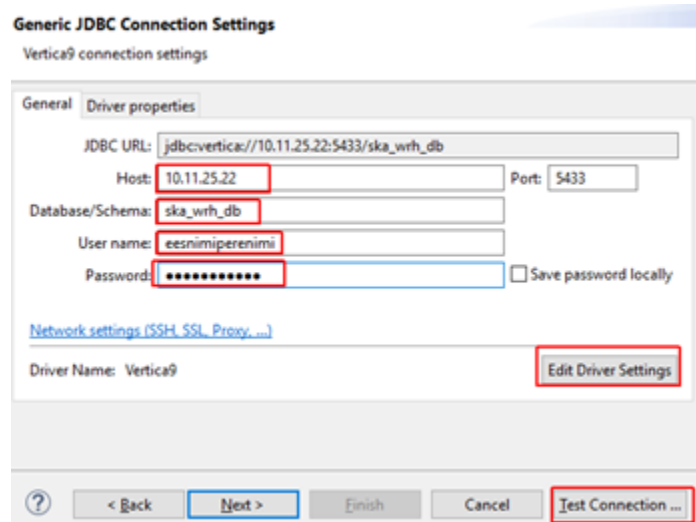 Generic JDBC Connection Settings
Vertica9 connection settings
General Driver properties
JDBC URL: jdbc:vertica://10.11.25.22:5433/ska_wrh_db
Host: 10.11.25.22 Port: 5433
Database/Schema: ska_wrh_db
User name: eesnimiperenimi
Password: ●●●●●●●●●●● Save password locally
Network settings (SSH, SSL, Proxy, ...)
Driver Name: Vertica9 Edit Driver Settings
? < Back Next > Finish Cancel Test Connection ...